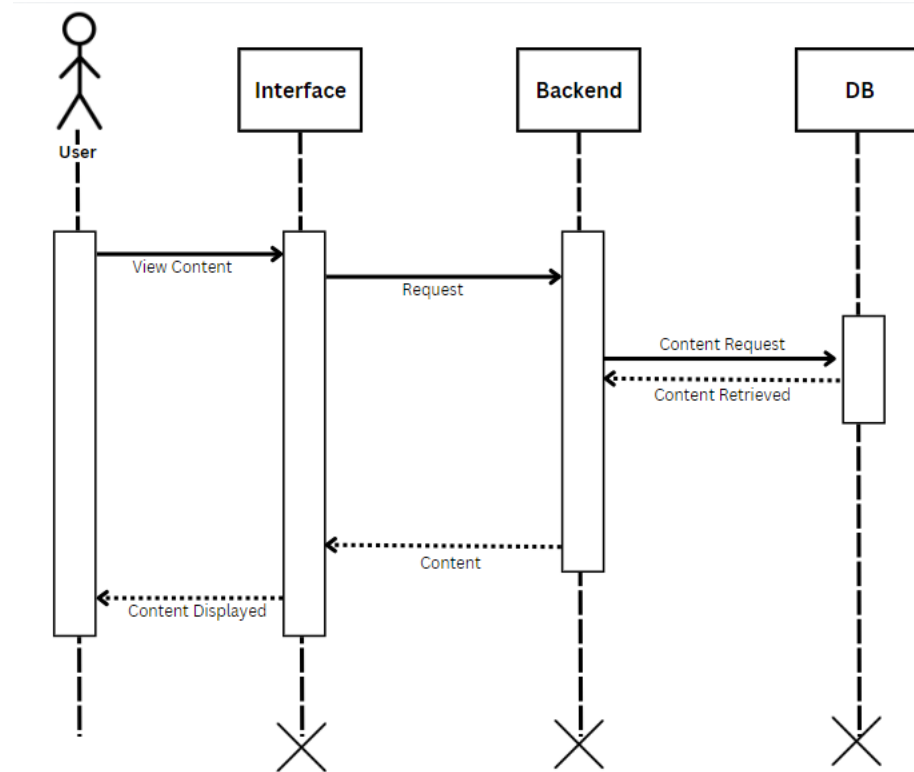 Interface
Backend
DB
User
View Content
Request
Content Request
Content Retrieved
Content
Content Displayed